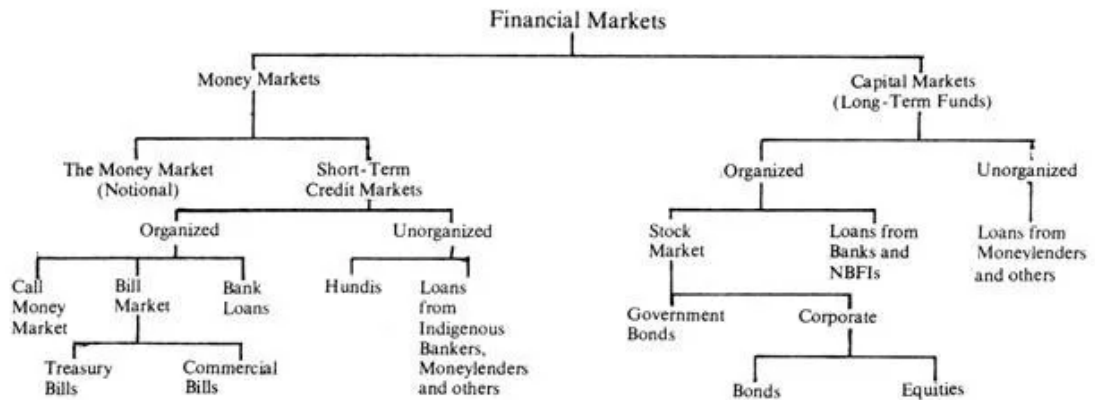 Financial Markets
Money Markets
Capital Markets
(Long-Term Funds)
The Money Market
(Notional)
Short-Term
Credit Markets
Organized
Unorganized
Organized
Unorganized
Call
Money
Market
Bill
Market
Bank
Loans
Hundis
Loans
from
Indigenous
Bankers,
Moneylenders
and others
Stock
Market
Loans from
Banks and
NBFIs
Loans from
Moneylenders
and others
Treasury
Bills
Commercial
Bills
Government
Bonds
Corporate
Bonds
Equities